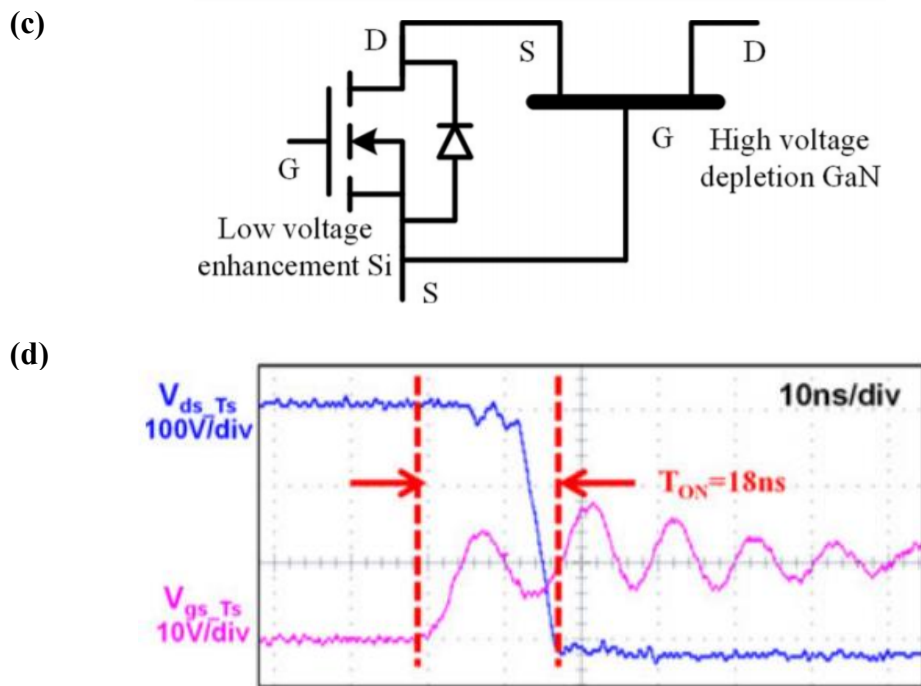 (c)
D
S
D
G
G
High voltage
depletion GaN
Low voltage
enhancement Si
S
(d)
V_ds_Ts
100V/div
10ns/div
T_ON=18ns
V_gs_Ts
10V/div